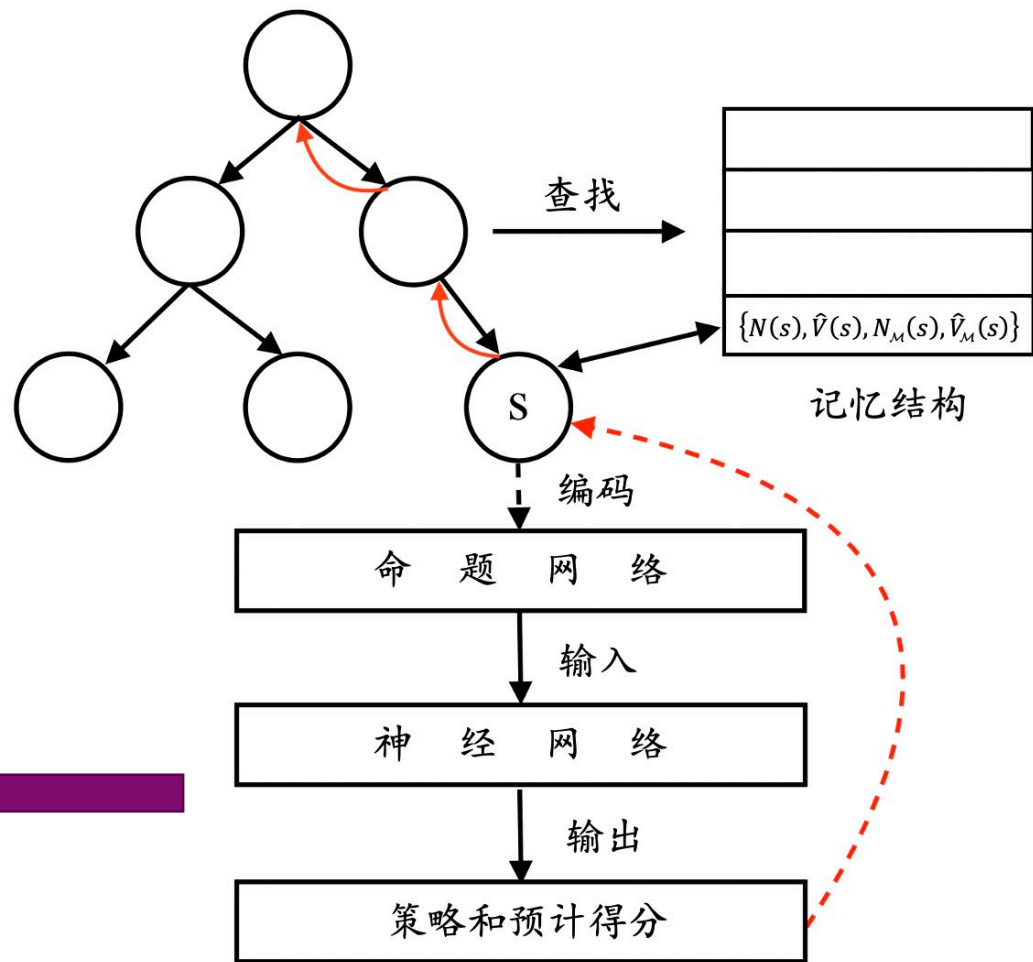 查找
{N(s), V̂(s), N_M(s), V̂_M(s)}
记忆结构
S
编码
命题网络
输入
神经网络
输出
策略和预计得分